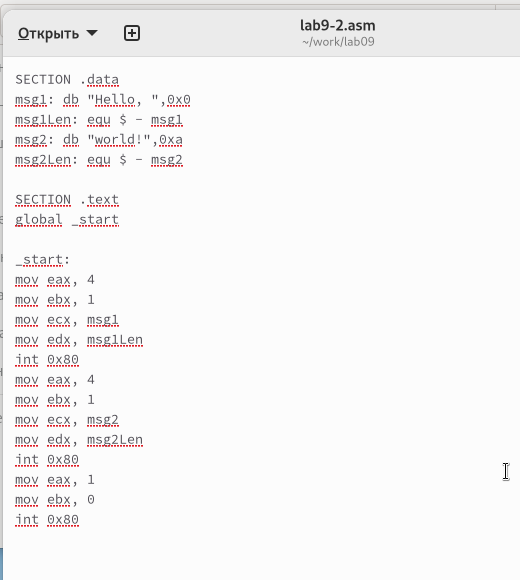 Открыть
lab9-2.asm
~/work/lab09
SECTION .data
msg1: db "Hello, ",0x0
msg1Len: equ $ - msg1
msg2: db "world!",0xa
msg2Len: equ $ - msg2
SECTION .text
global _start
_start:
mov eax, 4
mov ebx, 1
mov ecx, msg1
mov edx, msg1Len
int 0x80
mov eax, 4
mov ebx, 1
mov ecx, msg2
mov edx, msg2Len
int 0x80
mov eax, 1
mov ebx, 0
int 0x80